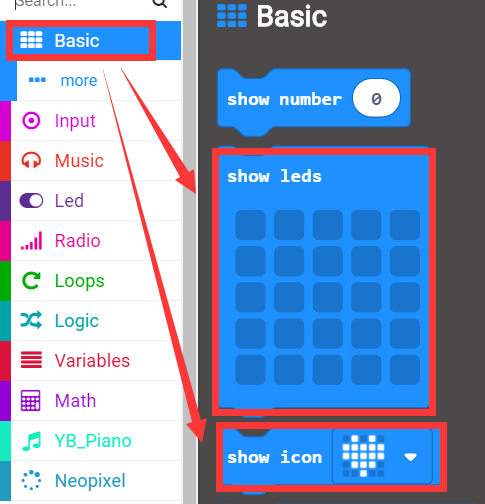 Search...
Basic
more
Input
Music
Led
Radio
Loops
Logic
Variables
Math
YB_Piano
Neopixel
Basic
show number 0
show leds
show icon